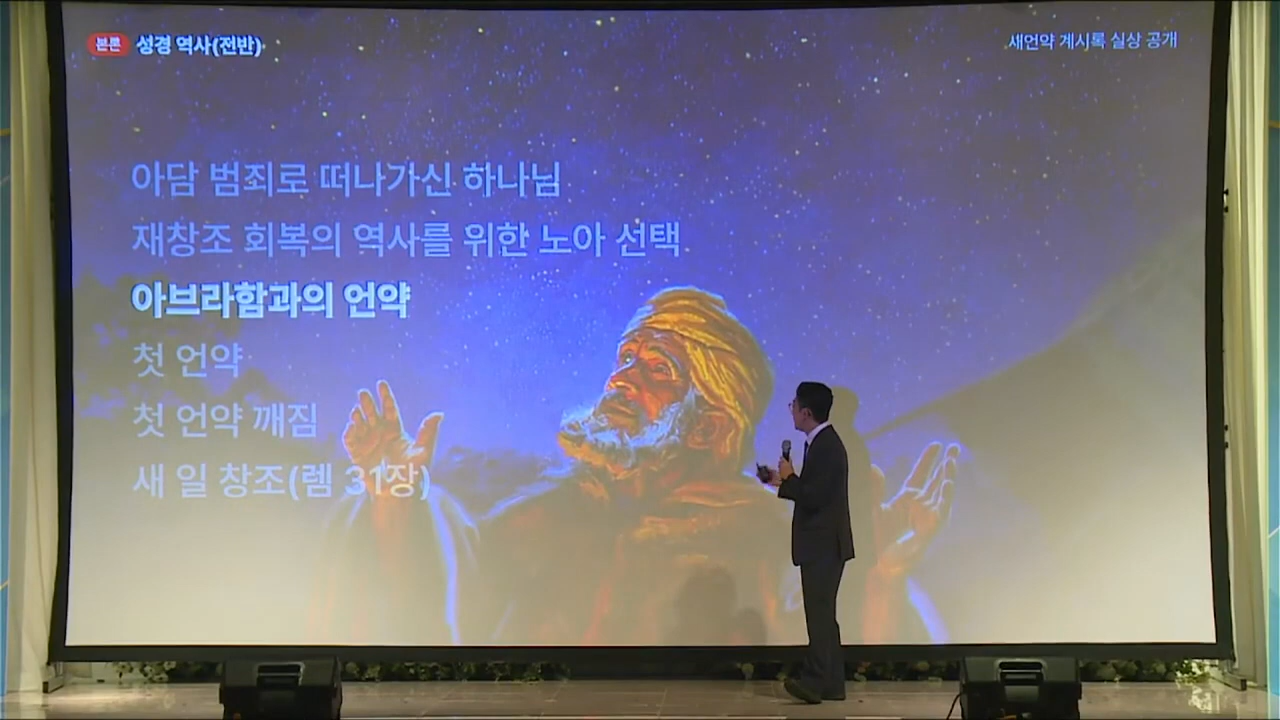 본론 성경 역사(전반)
새언약 계시록 실상 공개
아담 범죄로 떠나가신 하나님
재창조 회복의 역사를 위한 노아 선택
아브라함과의 언약
첫 언약
첫 언약 깨짐
새 일 창조(렘 31장)